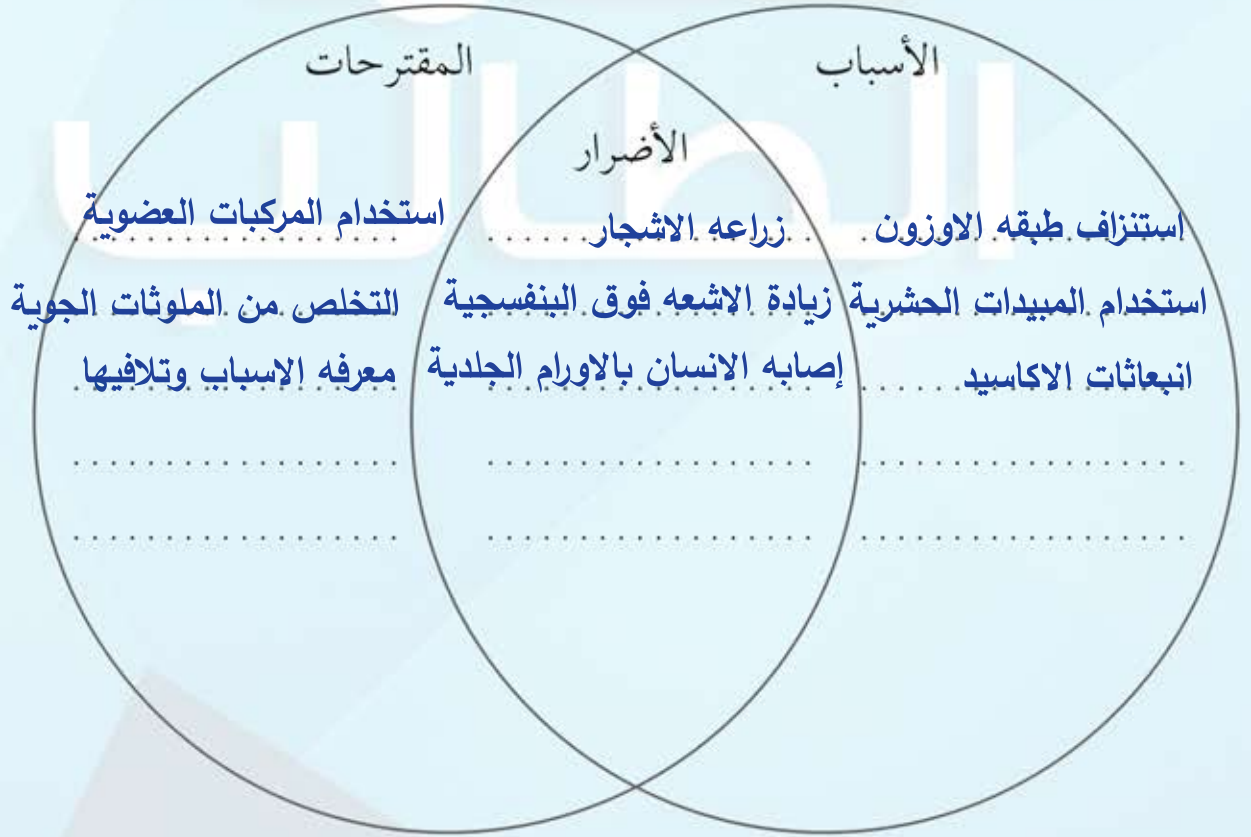 الأسباب
المقترحات
الأضرار
الطالب
استنزاف طبقه الاوزون
زراعه الاشجار
استخدام المركبات العضوية
استخدام المبيدات الحشرية
زيادة الاشعه فوق البنفسجية
التخلص من الملوثات الجوية
انبعاثات الاكاسيد
إصابه الانسان بالاورام الجلدية
معرفه الاسباب وتلافيها